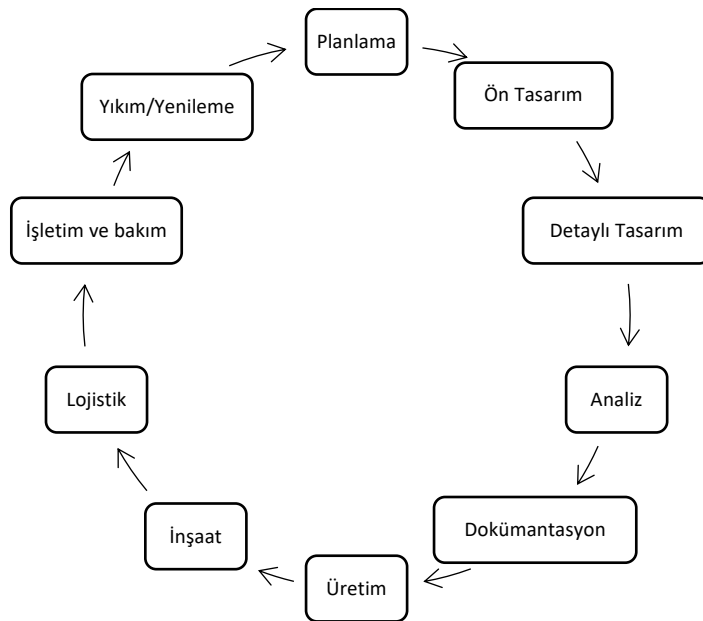 Planlama
Ön Tasarım
Detaylı Tasarım
Analiz
Dokümantasyon
Üretim
İnşaat
Lojistik
İşletim ve bakım
Yıkım/Yenileme